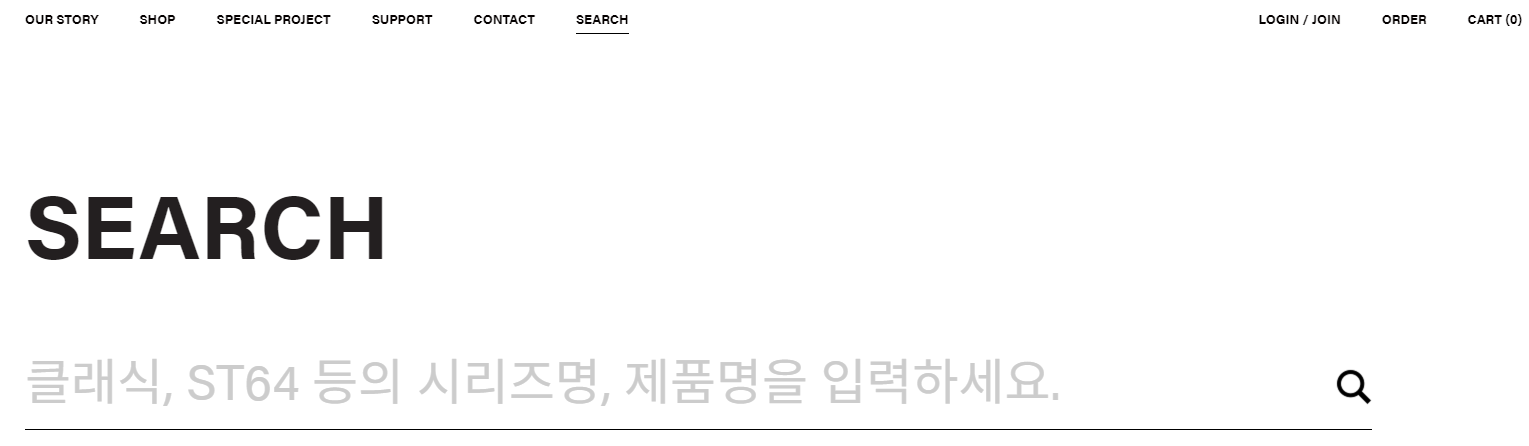 OUR STORY SHOP SPECIAL PROJECT SUPPORT CONTACT SEARCH LOGIN / JOIN ORDER CART (0)
SEARCH
클래식, ST64 등의 시리즈명, 제품명을 입력하세요.